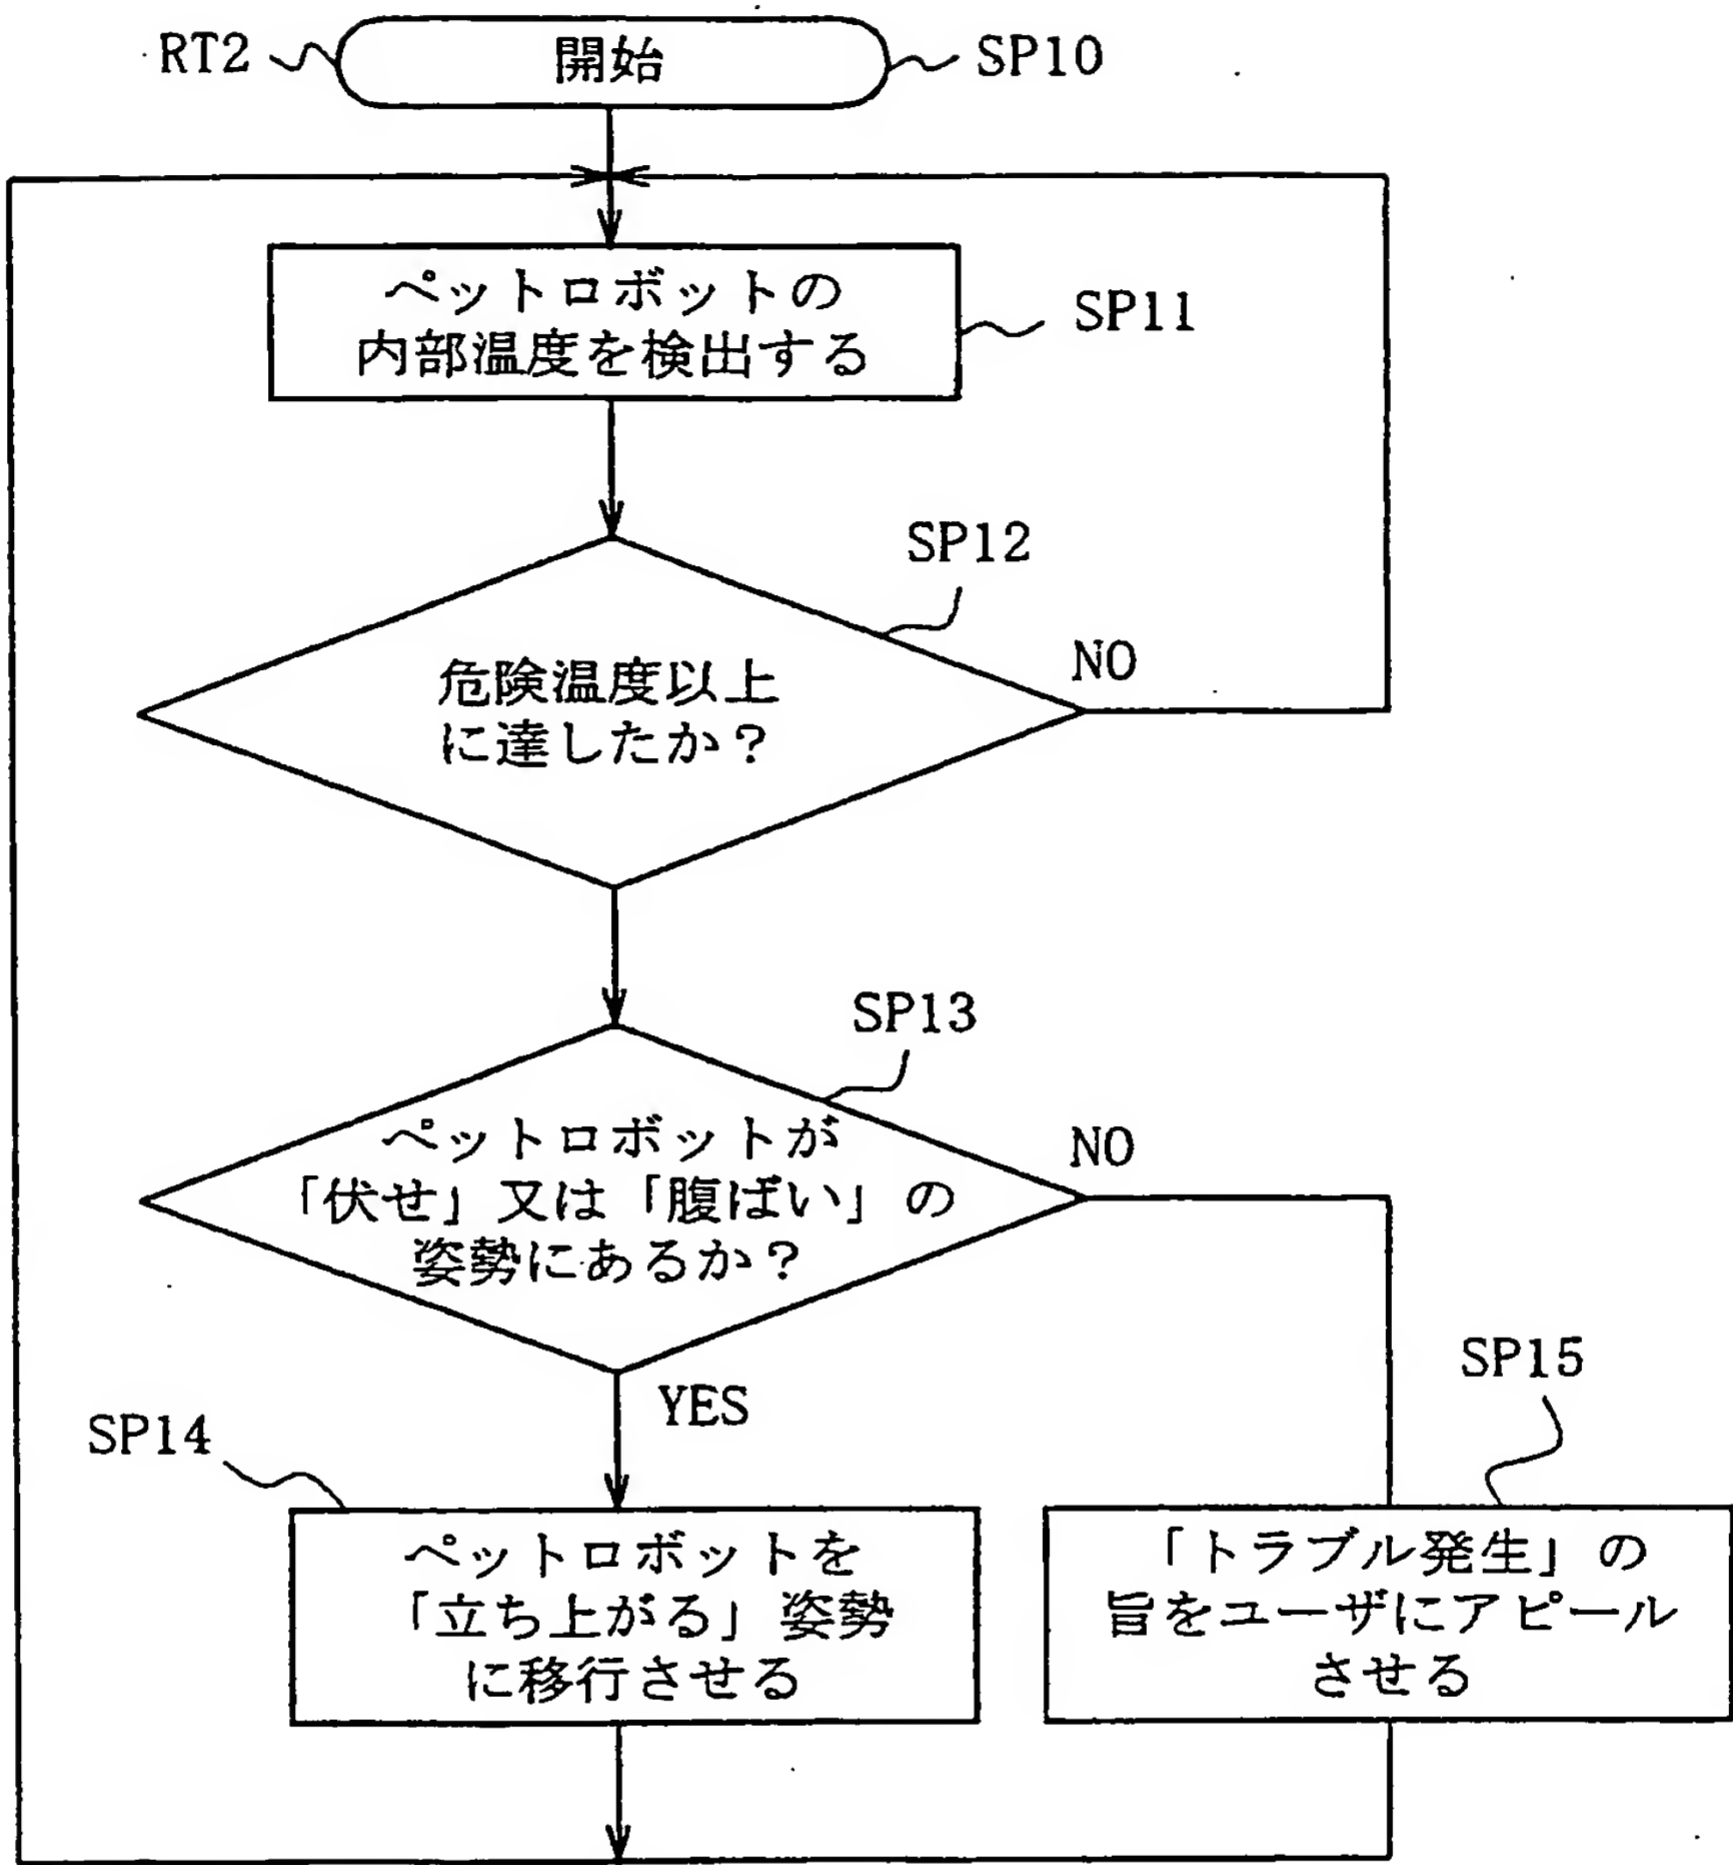 RT2
開始
SP10
ペットロボットの
内部温度を検出する
SP11
SP12
危険温度以上
に達したか？
NO
SP13
ペットロボットが
「伏せ」又は「腹ばい」の
姿勢にあるか？
NO
YES
SP14
ペットロボットを
「立ち上がる」姿勢
に移行させる
SP15
「トラブル発生」の
旨をユーザにアピール
させる